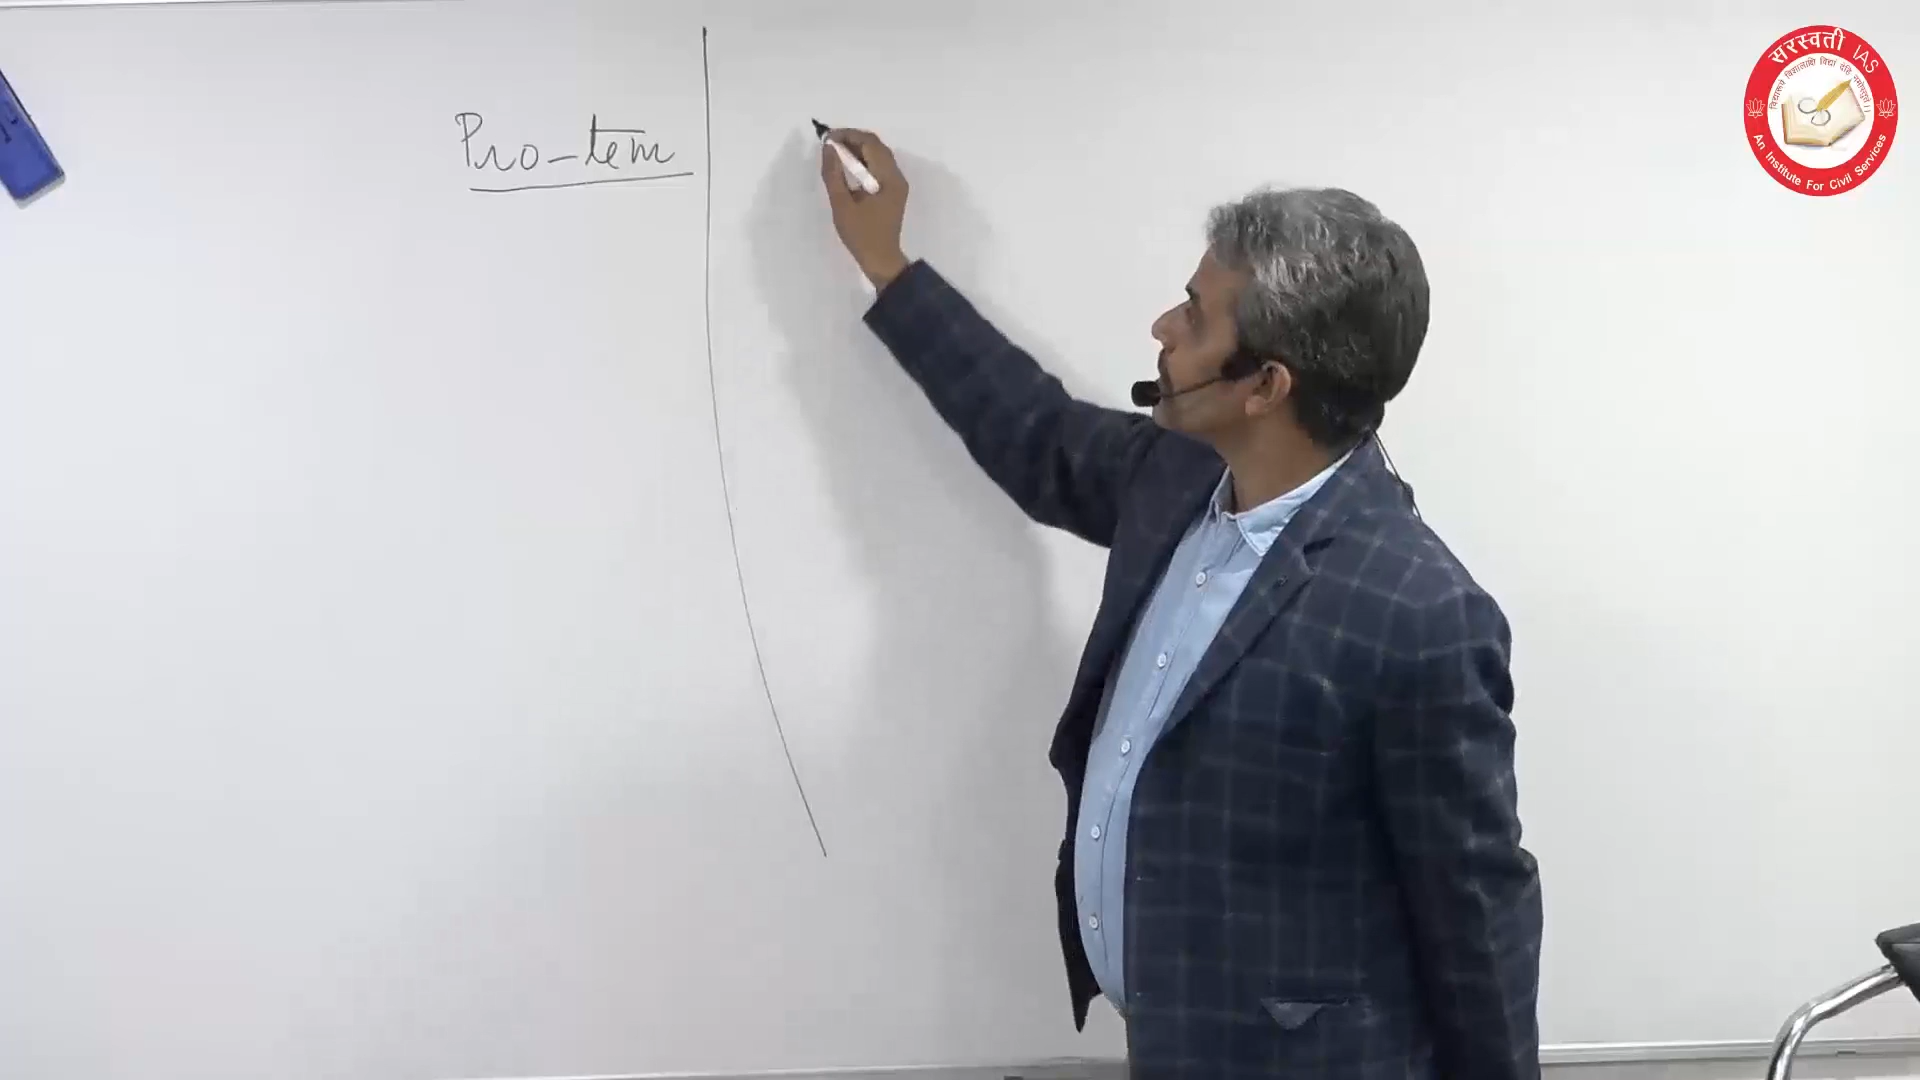 Pro-tem
सरस्वती IAS
An Institute For Civil Services